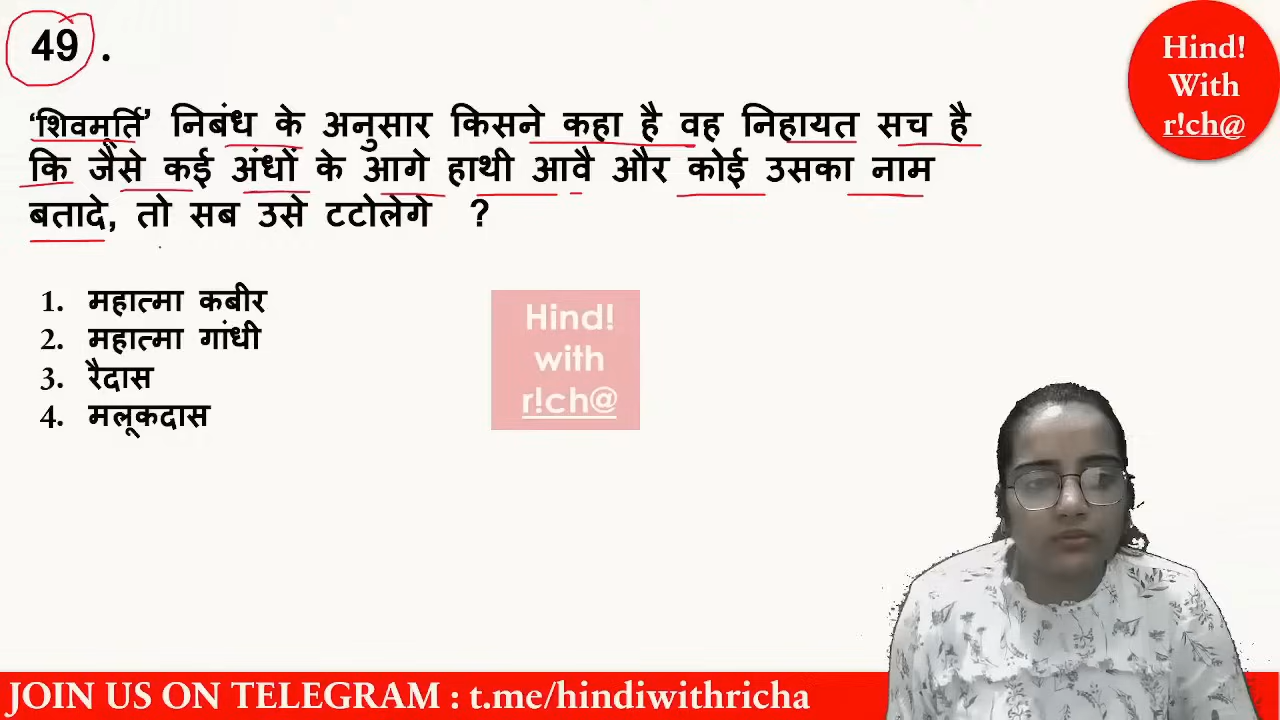 49 .
Hind!
With
r!ch@
‘शिवमूर्ति’ निबंध के अनुसार किसने कहा है वह निहायत सच है
कि जैसे कई अंधों के आगे हाथी आवै और कोई उसका नाम
बतादे, तो सब उसे टटोलेगे ?
1. महात्मा कबीर
2. महात्मा गांधी
3. रैदास
4. मलूकदास
Hind!
with
r!ch@
JOIN US ON TELEGRAM : t.me/hindiwithricha